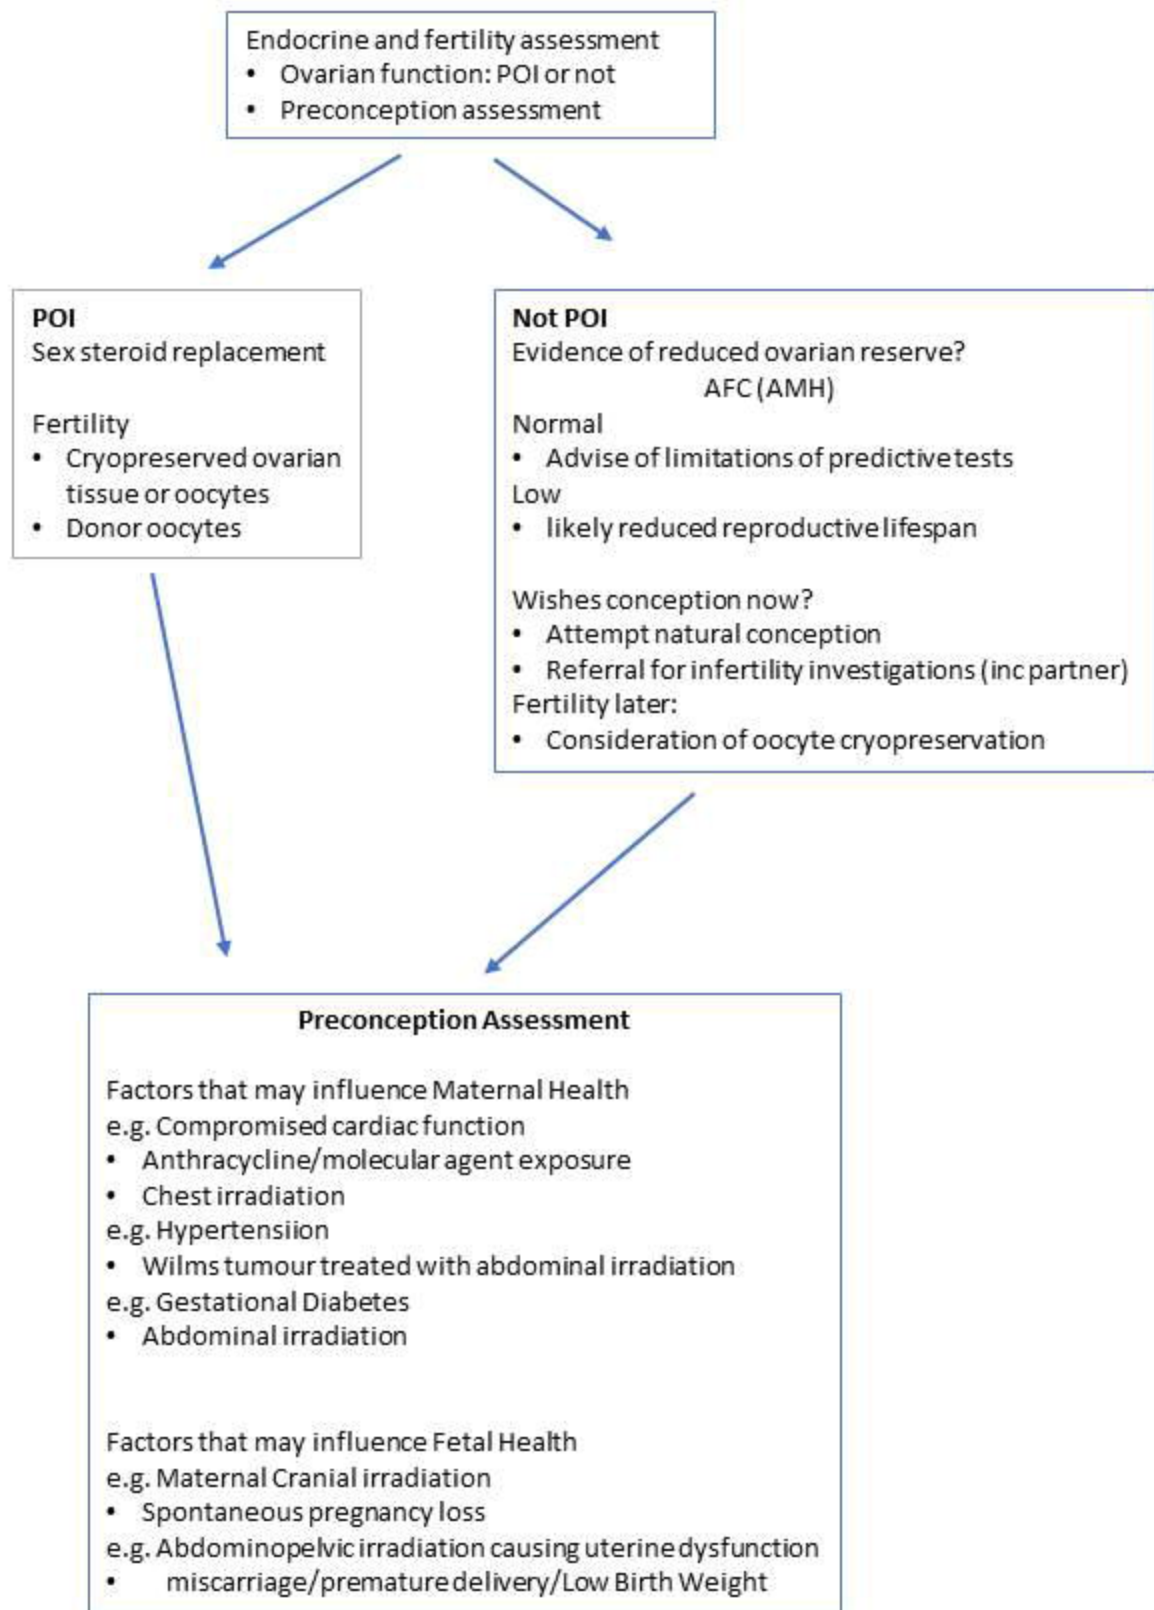 Endocrine and fertility assessment
• Ovarian function: POI or not
• Preconception assessment
POI
Sex steroid replacement
Fertility
• Cryopreserved ovarian
tissue or oocytes
• Donor oocytes
Not POI
Evidence of reduced ovarian reserve?
AFC (AMH)
Normal
• Advise of limitations of predictive tests
Low
• likely reduced reproductive lifespan
Wishes conception now?
• Attempt natural conception
• Referral for infertility investigations (inc partner)
Fertility later:
• Consideration of oocyte cryopreservation
Preconception Assessment
Factors that may influence Maternal Health
e.g. Compromised cardiac function
• Anthracycline/molecular agent exposure
• Chest irradiation
e.g. Hypertensiion
• Wilms tumour treated with abdominal irradiation
e.g. Gestational Diabetes
• Abdominal irradiation
Factors that may influence Fetal Health
e.g. Maternal Cranial irradiation
• Spontaneous pregnancy loss
e.g. Abdominopelvic irradiation causing uterine dysfunction
• miscarriage/premature delivery/Low Birth Weight